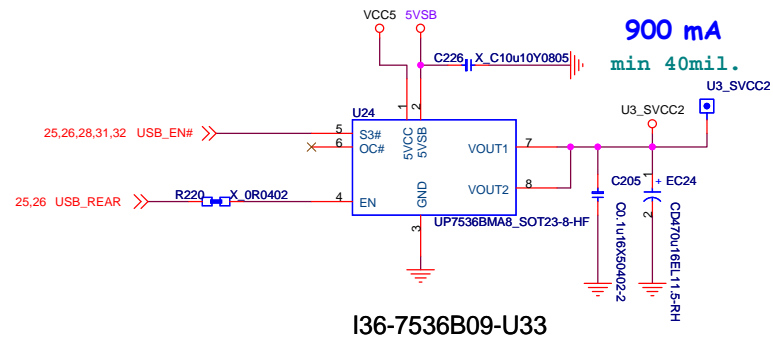 VCC5
5VSB
900 mA
min 40mil.
C226
X_C10u10Y0805
U3_SVCC2
U3_SVCC2
U24
1
2
25,26,28,31,32 USB_EN#
5
S3#
6
OC#
5VCC
5VSB
VOUT1
7
VOUT2
8
25,26 USB_REAR
R220
X_0R0402
4
EN
GND
3
UP7536BMA8_SOT23-8-HF
C205
C0.1u16X50402-2
1
+
EC24
2
CD470u16EL11.5-RH
I36-7536B09-U33